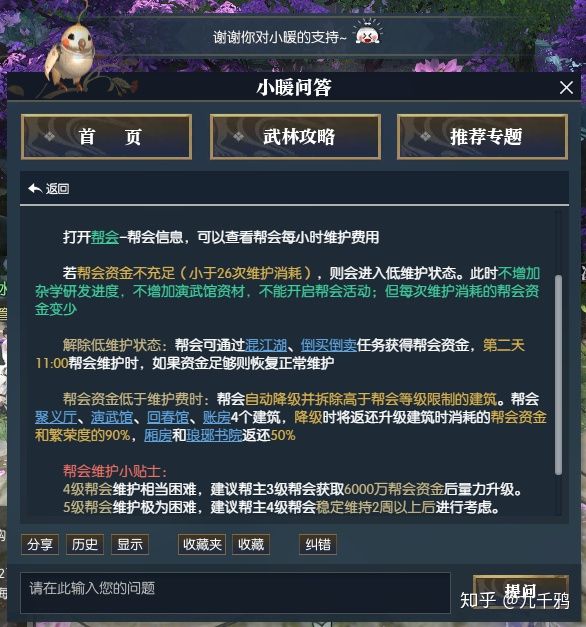 谢谢你对小暖的支持~
小暖问答
首 页
武林攻略
推荐专题
返回
打开帮会-帮会信息，可以查看帮会每小时维护费用
若帮会资金不充足（小于26次维护消耗），则会进入低维护状态。此时不增加
杂学研发进度，不增加演武馆资材，不能开启帮会活动；但每次维护消耗的帮会资
金变少
解除低维护状态：帮会可通过混江湖、倒买倒卖任务获得帮会资金，第二天
11:00帮会维护时，如果资金足够则恢复正常维护
帮会资金低于维护费时：帮会自动降级并拆除高于帮会等级限制的建筑。帮会
聚义厅、演武馆、回春馆、账房4个建筑，降级时将返还升级建筑时消耗的帮会资金
和繁荣度的90%，厢房和琅琊书院返还50%
帮会维护小贴士：
4级帮会维护相当困难，建议帮主3级帮会获取6000万帮会资金后量力升级。
5级帮会维护极为困难，建议帮主4级帮会稳定维持2周以上后进行考虑。
分享
历史
显示
收藏夹
收藏
纠错
请在此输入您的问题
提问
知乎 @九千鸦